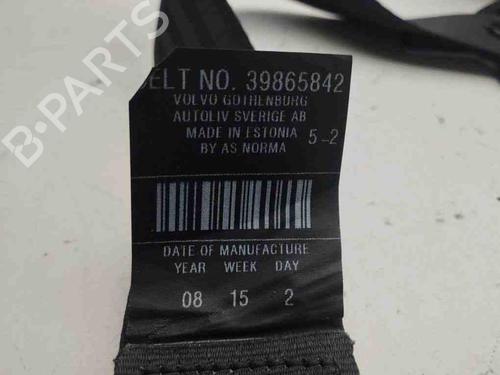 BELT NO. 39865842
VOLVO GOTHENBURG
AUTOLIV SVERIGE AB
MADE IN ESTONIA 5-2
BY AS NORMA
DATE OF MANUFACTURE
YEAR WEEK DAY
08 15 2
B-PARTS